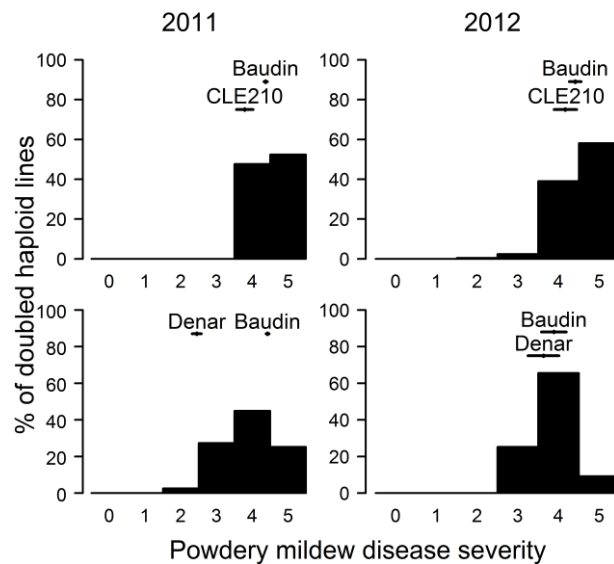 2011 2012
100 Baudin 100 Baudin
80 CLE210 80 CLE210
60 60
40 40
20 20
0 0
0 1 2 3 4 5 0 1 2 3 4 5
% of doubled haploid lines
100 Denar Baudin 100 Baudin
80 80 Denar
60 60
40 40
20 20
0 0
0 1 2 3 4 5 0 1 2 3 4 5
Powdery mildew disease severity